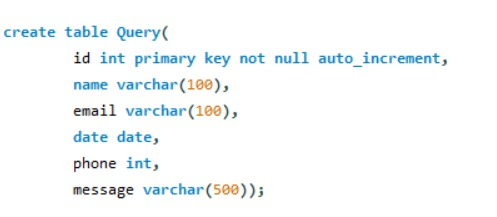 create table Query(
id int primary key not null auto_increment,
name varchar(100),
email varchar(100),
date date,
phone int,
message varchar(500));